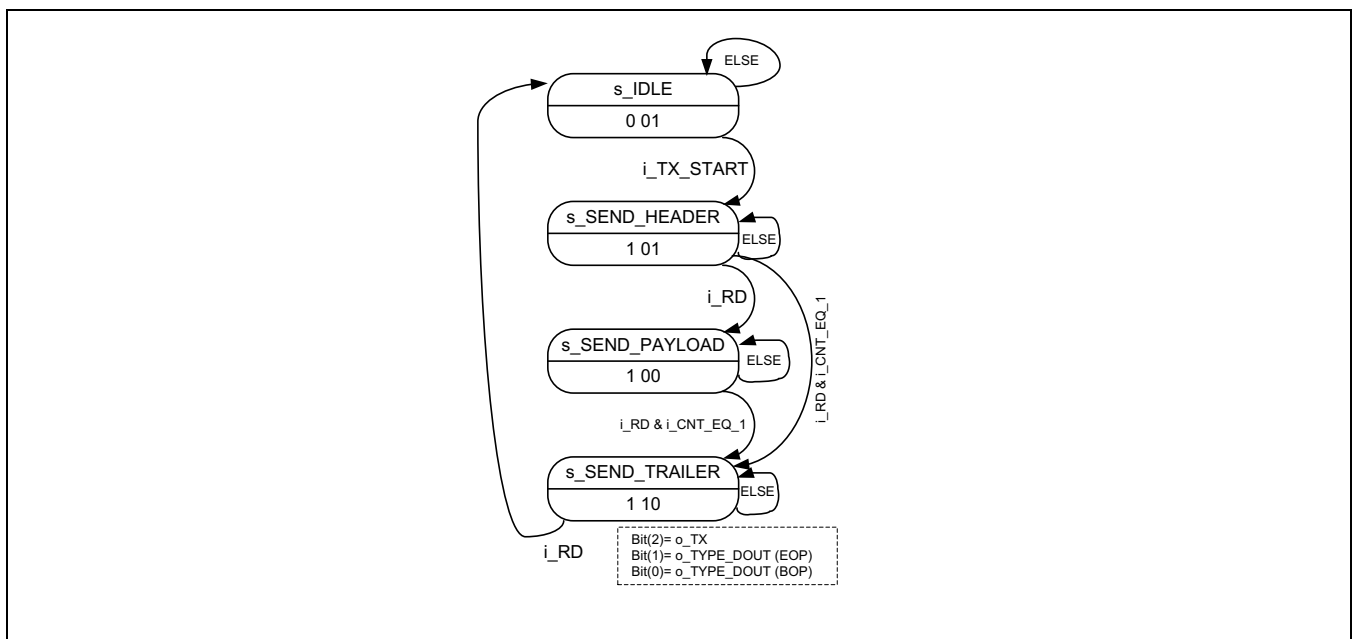 ELSE
s_IDLE
0 01
i_TX_START
s_SEND_HEADER
ELSE
1 01
i_RD
i_RD & i_CNT_EQ_1
s_SEND_PAYLOAD
ELSE
1 00
i_RD & i_CNT_EQ_1
s_SEND_TRAILER
ELSE
1 10
i_RD
Bit(2)= o_TX
Bit(1)= o_TYPE_DOUT (EOP)
Bit(0)= o_TYPE_DOUT (BOP)